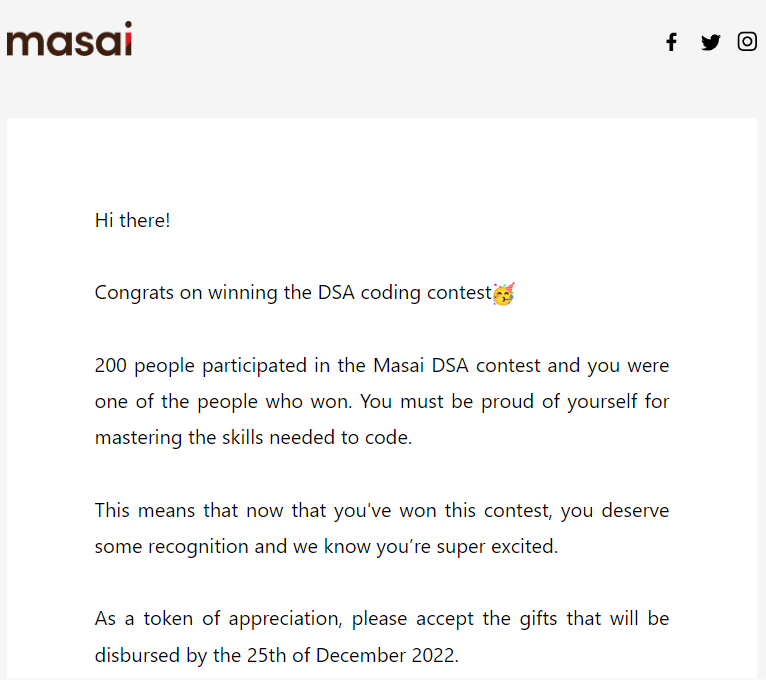 masai
Hi there!
Congrats on winning the DSA coding contest🥳
200 people participated in the Masai DSA contest and you were
one of the people who won. You must be proud of yourself for
mastering the skills needed to code.
This means that now that you've won this contest, you deserve
some recognition and we know you’re super excited.
As a token of appreciation, please accept the gifts that will be
disbursed by the 25th of December 2022.